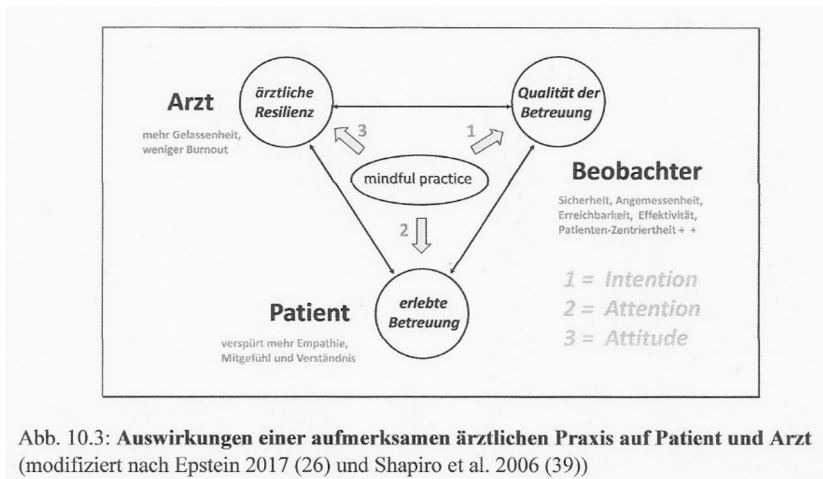 Arzt
mehr Gelassenheit,
weniger Burnout
ärztliche
Resilienz
Qualität der
Betreuung
3
1
mindful practice
2
Beobachter
Sicherheit, Angemessenheit,
Erreichbarkeit, Effektivität,
Patienten-Zentriertheit + +
Patient
verspürt mehr Empathie,
Mitgefühl und Verständnis
erlebte
Betreuung
1 = Intention
2 = Attention
3 = Attitude
Abb. 10.3: Auswirkungen einer aufmerksamen ärztlichen Praxis auf Patient und Arzt
(modifiziert nach Epstein 2017 (26) und Shapiro et al. 2006 (39))